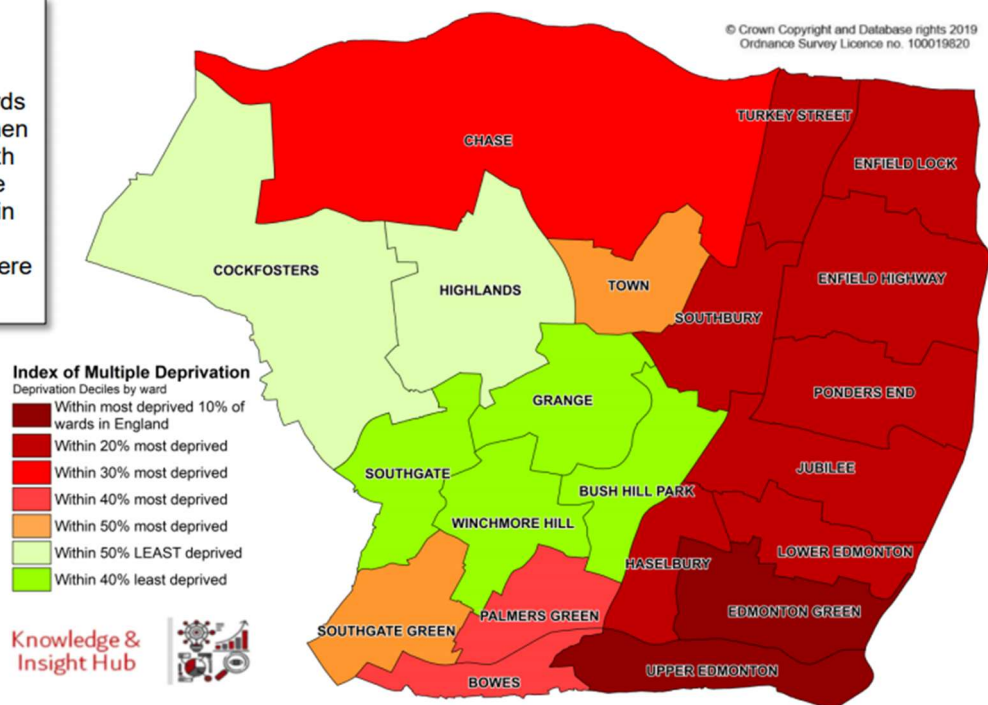 © Crown Copyright and Database rights 2019
Ordnance Survey Licence no. 100019820
ere
in
TURKEY STREET
CHASE
ENFIELD LOCK
COCKFOSTERS
HIGHLANDS
TOWN
ENFIELD HIGHWAY
SOUTHBURY
Index of Multiple Deprivation
Deprivation Deciles by ward
Within most deprived 10% of
wards in England
Within 20% most deprived
Within 30% most deprived
Within 40% most deprived
Within 50% most deprived
Within 50% LEAST deprived
Within 40% least deprived
GRANGE
PONDERS END
SOUTHGATE
JUBILEE
BUSH HILL PARK
WINCHMORE HILL
LOWER EDMONTON
HASELBURY
EDMONTON GREEN
PALMERS GREEN
SOUTHGATE GREEN
UPPER EDMONTON
BOWES
Knowledge &
Insight Hub